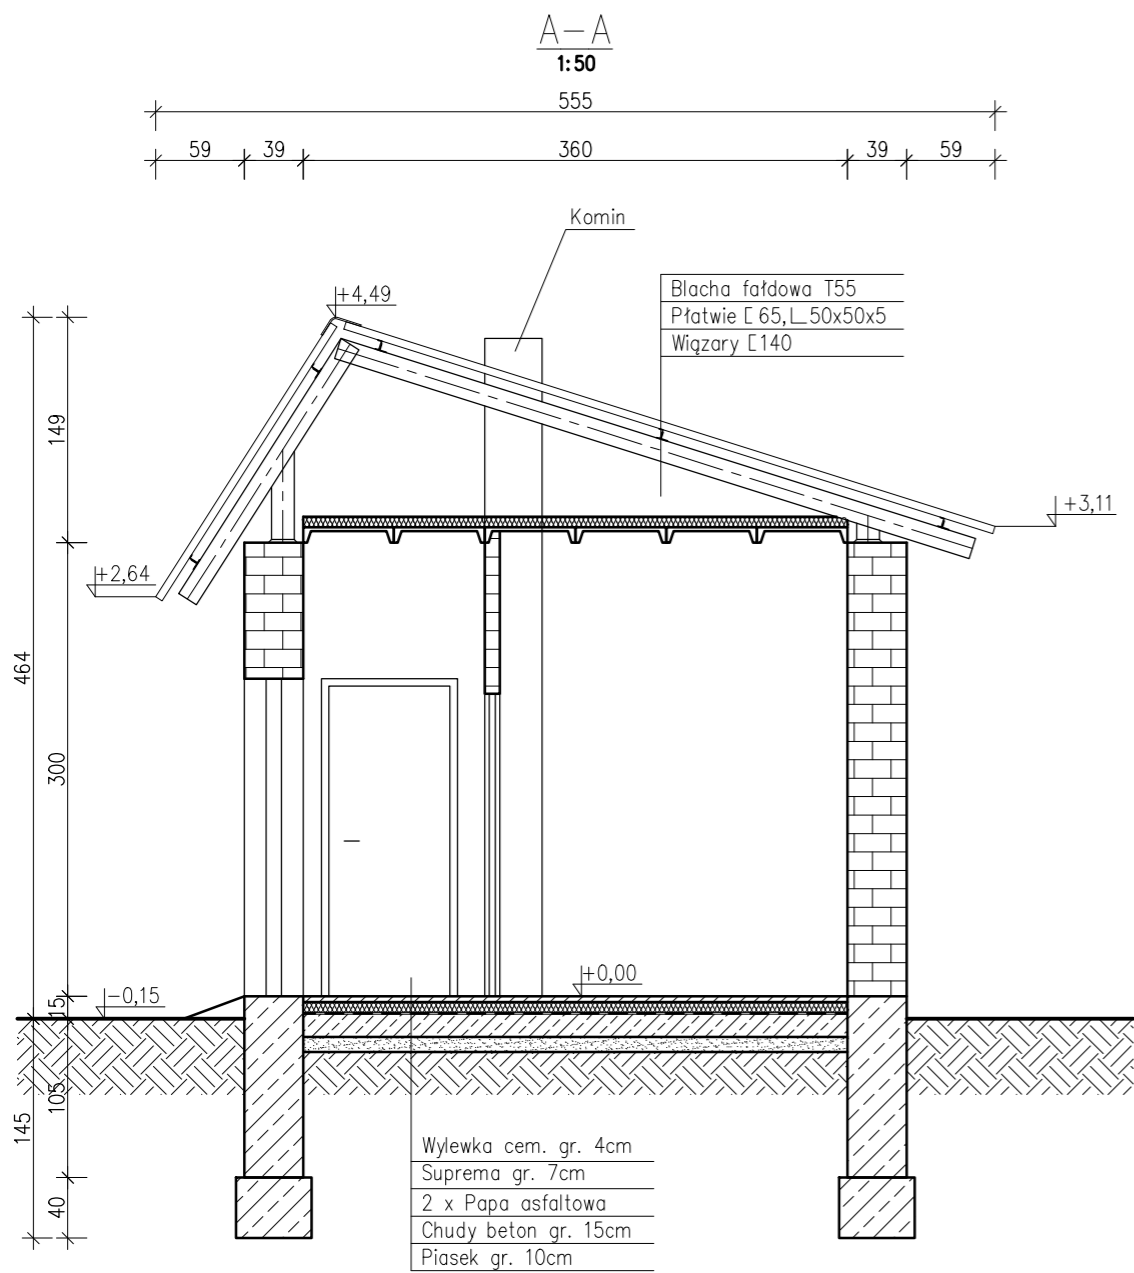 A-A
1:50
555
59 39 360 39 59
Komin
Blacha fałdowa T55
Płatwie [ 65, L 50x50x5
Wiązary [ 140
+4,49
149
+3,11
+2,64
464
300
+0,00
-0,15
15
105
145
40
Wylewka cem. gr. 4cm
Suprema gr. 7cm
2 x Papa asfaltowa
Chudy beton gr. 15cm
Piasek gr. 10cm